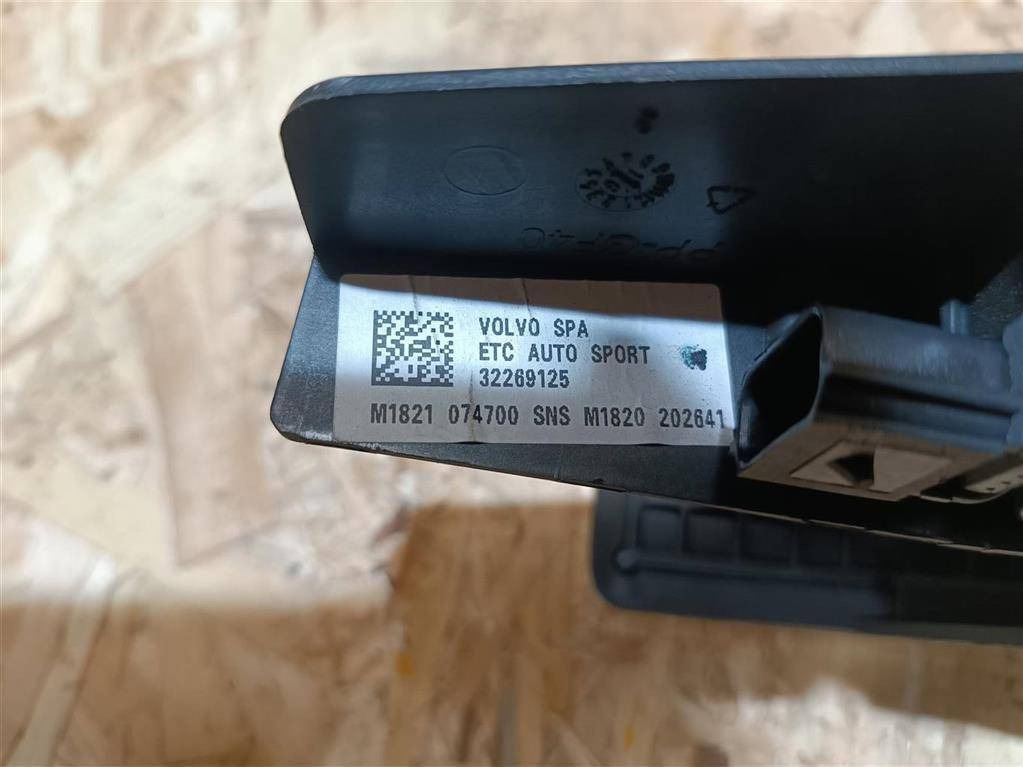 VOLVO SPA
ETC AUTO SPORT
32269125
M1821 074700 SNS M1820 202641